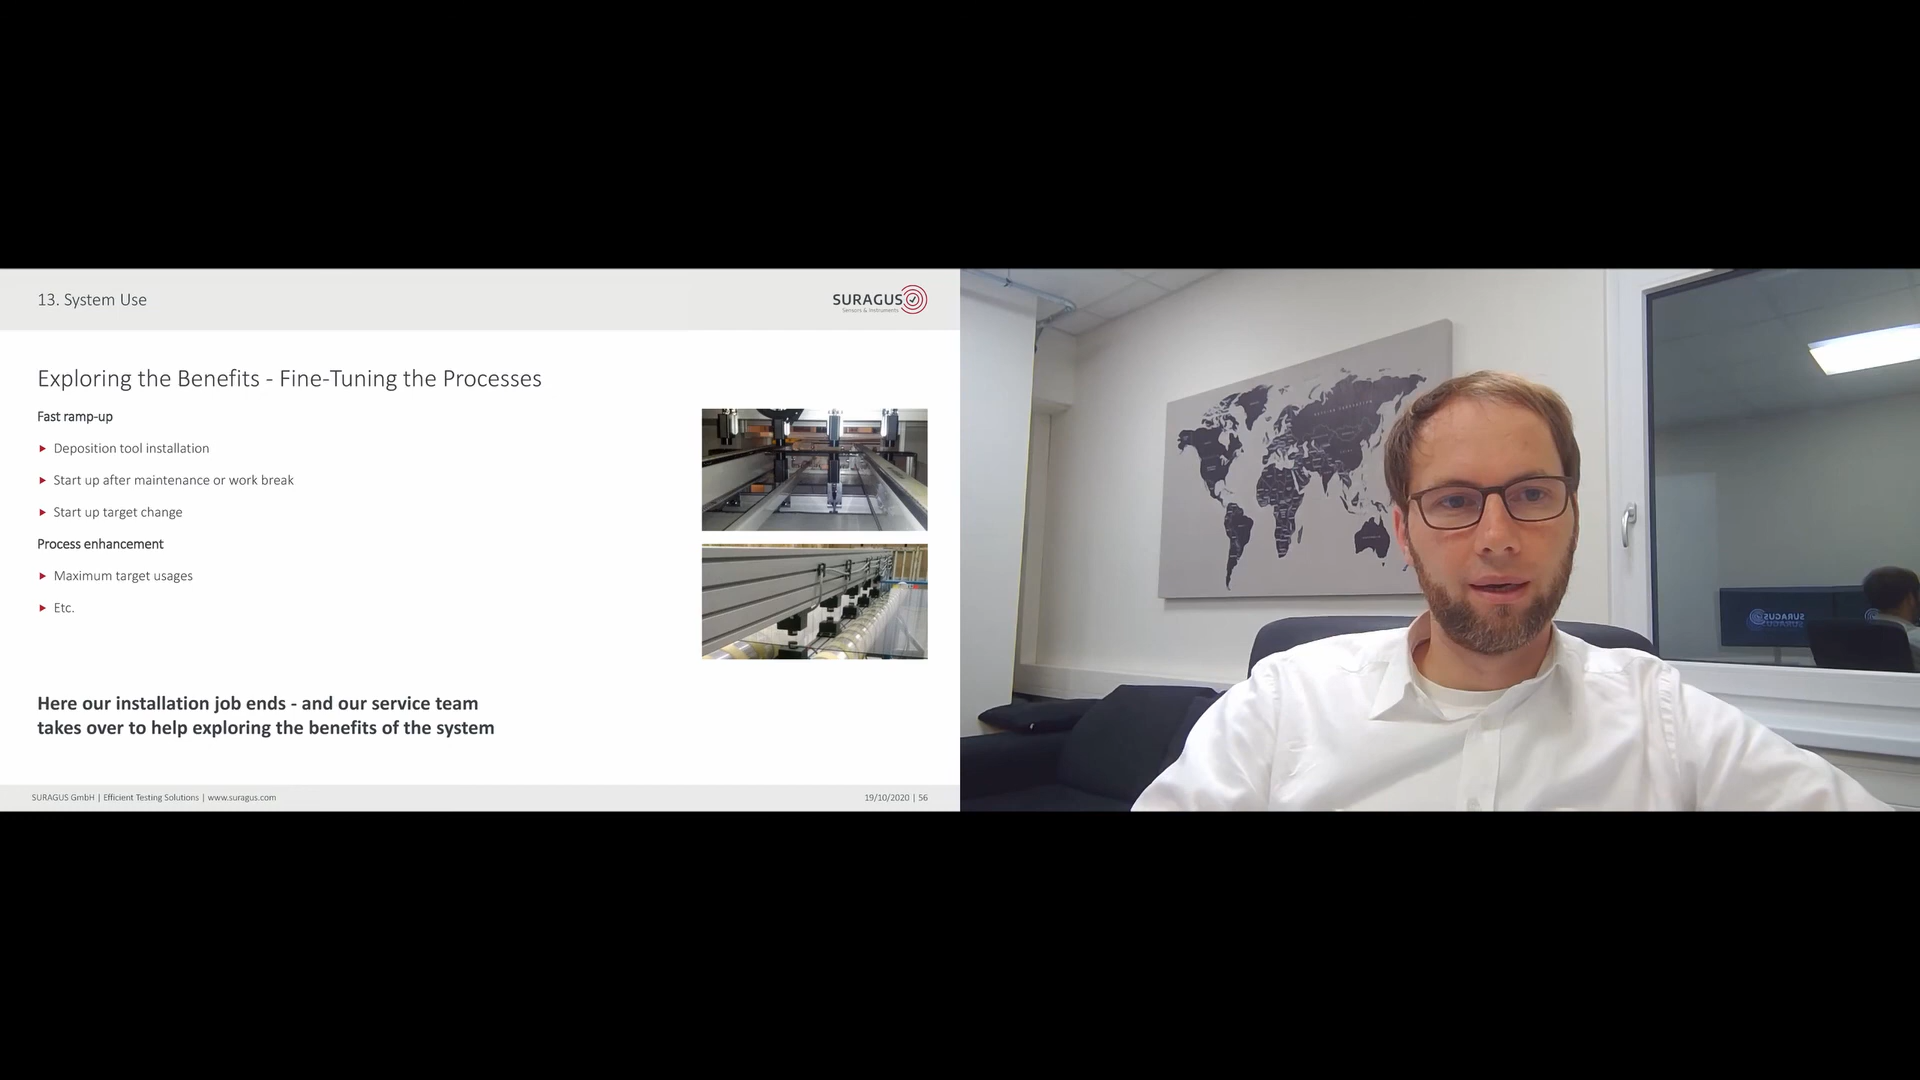 13. System Use
SURAGUS
Sensors & Instruments
Exploring the Benefits - Fine-Tuning the Processes
Fast ramp-up
Deposition tool installation
Start up after maintenance or work break
Start up target change
Process enhancement
Maximum target usages
Etc.
Here our installation job ends - and our service team
takes over to help exploring the benefits of the system
SURAGUS GmbH | Efficient Testing Solutions | www.suragus.com
19/10/2020 | 56
SURAGUS